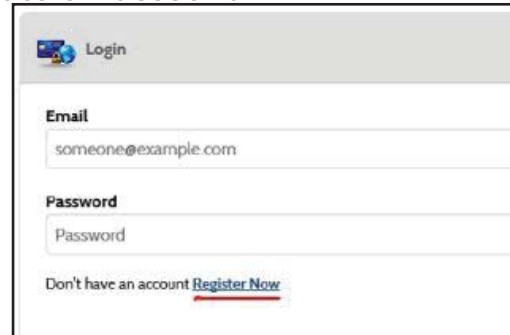 Login
Email
someone@example.com
Password
Password
Don't have an account Register Now